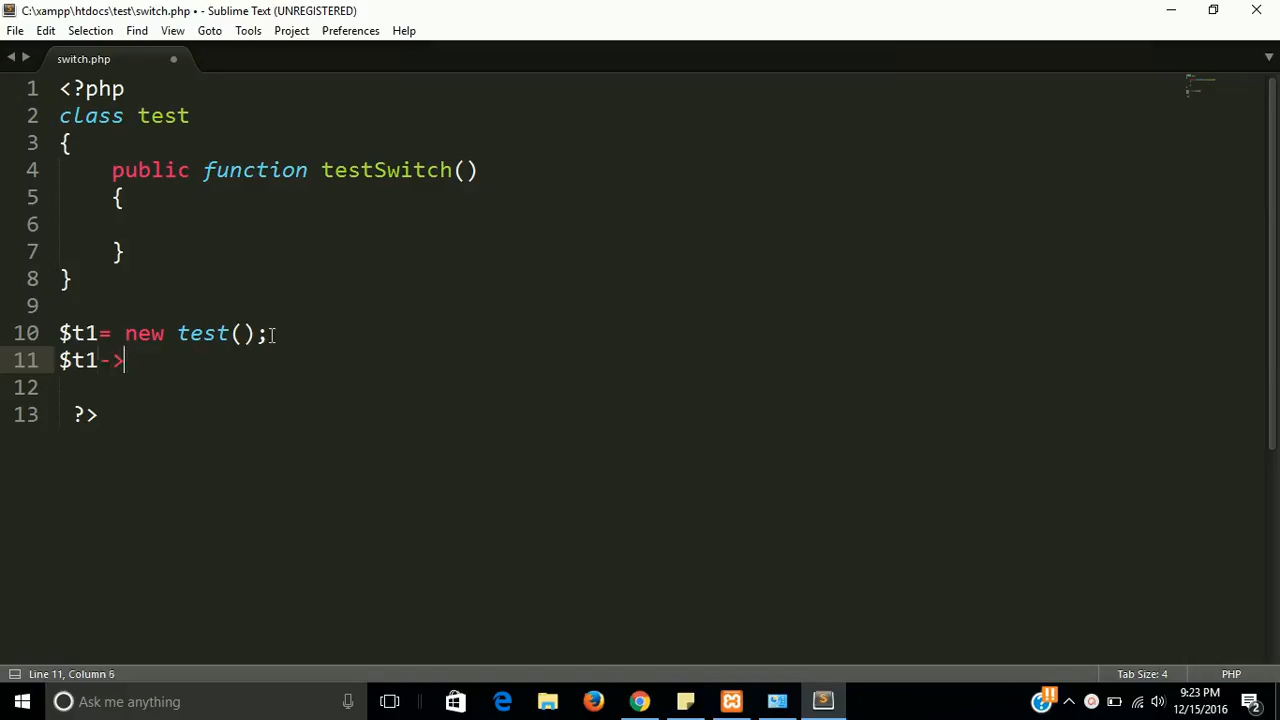 C:\xampp\htdocs\test\switch.php • - Sublime Text (UNREGISTERED)
File Edit Selection Find View Goto Tools Project Preferences Help
switch.php
1 <?php
2 class test
3 {
4 public function testSwitch()
5 {
6
7 }
8 }
9
10 $t1= new test();
11 $t1->
12
13 ?>
Line 11, Column 6 Tab Size: 4 PHP
Ask me anything
9:23 PM
12/15/2016
2